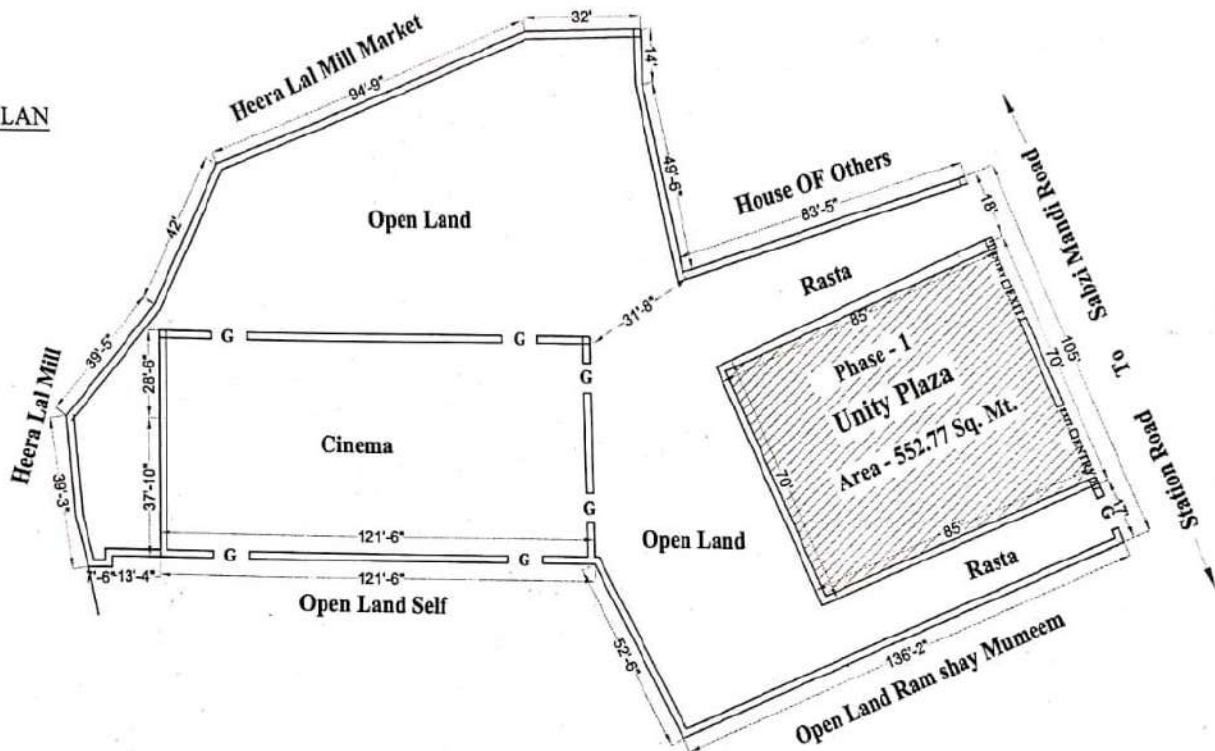 LAN
Heera Lal Mill Market
94'-9"
32'
14'
49'-6"
42'
Open Land
House OF Others
83'-5"
18'
Sabzi Mandi Road
To
Station Road
105'
Rasta
85'
Phase - 1
Unity Plaza
Area - 552.77 Sq. Mt.
EXIT
70'
ENTRY
70'
85'
17'
G
Rasta
31'-8"
39'-5"
Heera Lal Mill
39'-3"
28'-6"
37'-10"
G
G
G
G
Cinema
Open Land
121'-6"
G
G
7'-6"
13'-4"
121'-6"
Open Land Self
52'-6"
136'-2"
Open Land Ram shay Mumeem